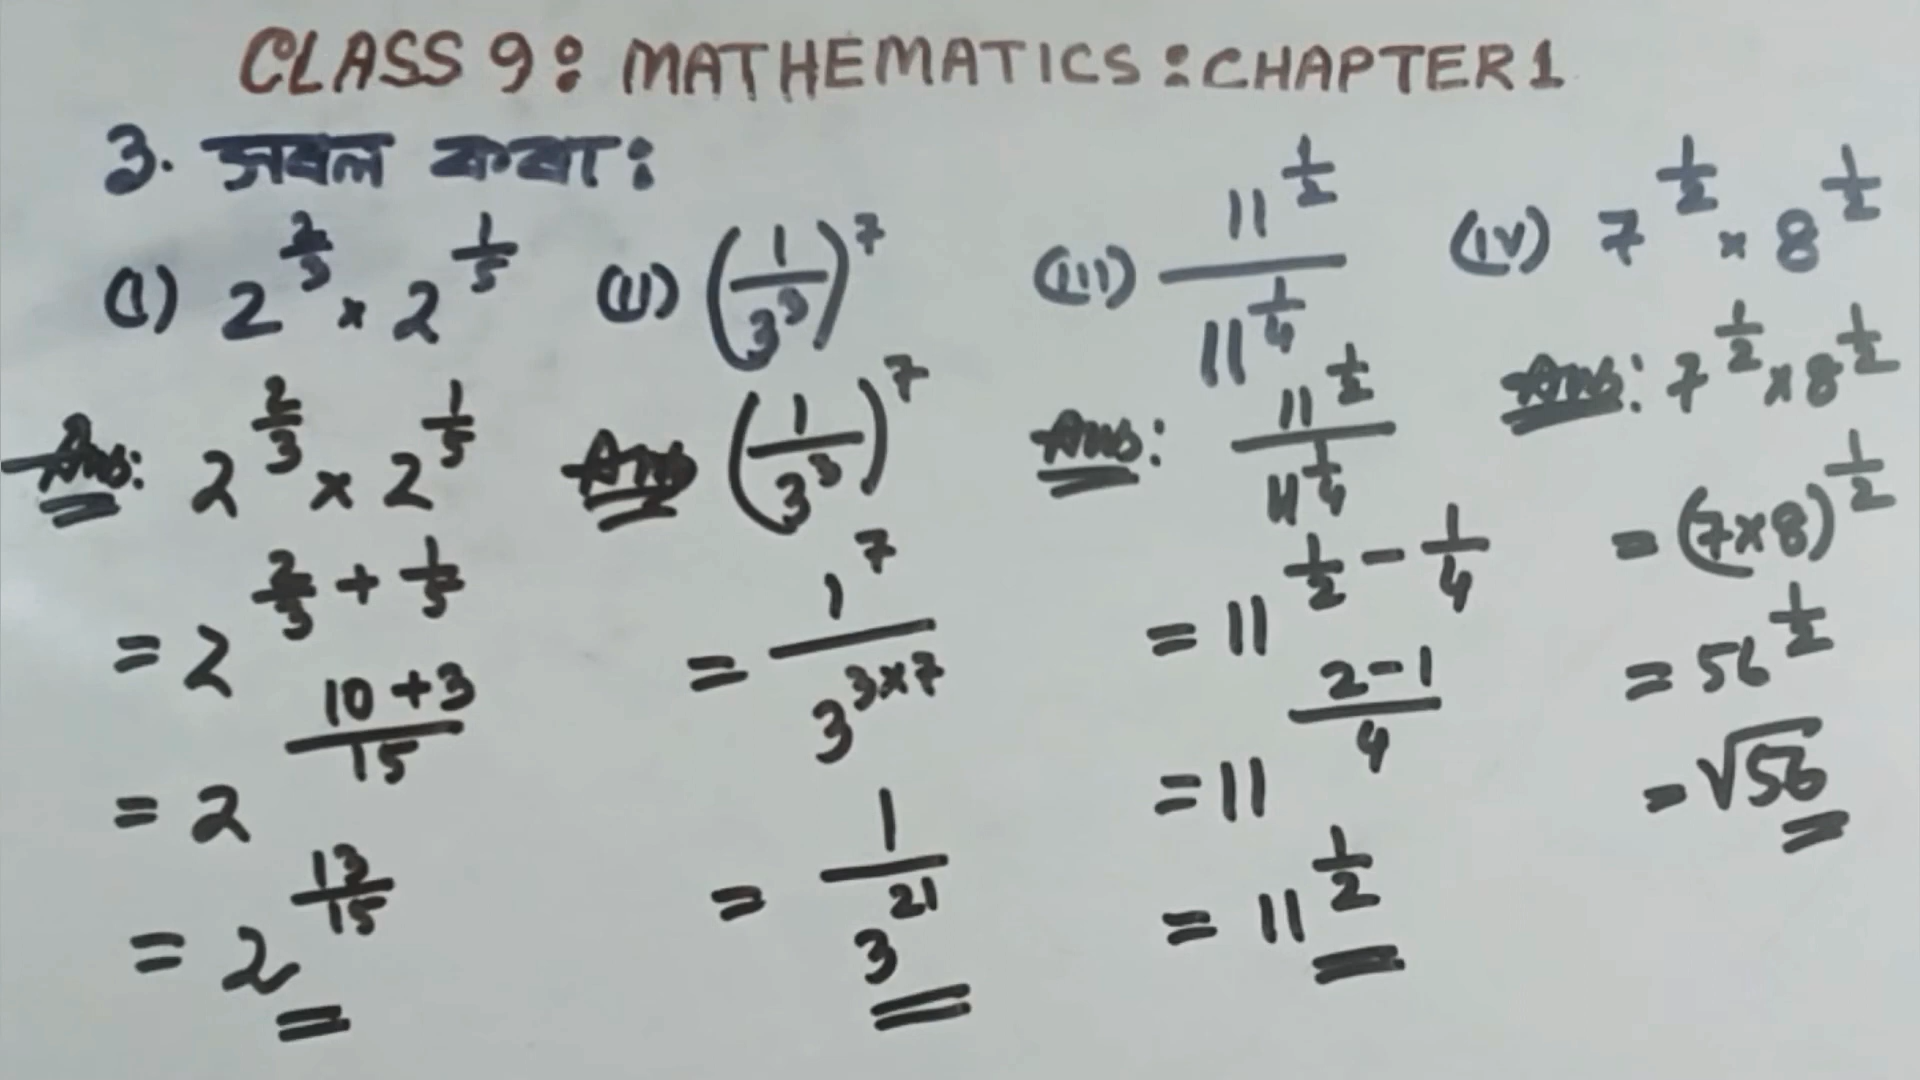 CLASS 9: MATHEMATICS: CHAPTER 1
3. সৰল কৰা:
(i) 2^(2/3) × 2^(1/5)
(ii) (1/3^3)^7
(iii) 11^(1/2) / 11^(1/4)
(iv) 7^(1/2) × 8^(1/2)
Ans: 2^(2/3) × 2^(1/5)
= 2^(2/3 + 1/5)
= 2^((10+3)/15)
= 2^(13/15)
Ans (1/3^3)^7
= 1^7 / 3^(3×7)
= 1 / 3^21
Ans: 11^(1/2) / 11^(1/4)
= 11^(1/2 - 1/4)
= 11^((2-1)/4)
= 11^(1/2)
Ans: 7^(1/2) × 8^(1/2)
= (7×8)^(1/2)
= 56^(1/2)
= √56